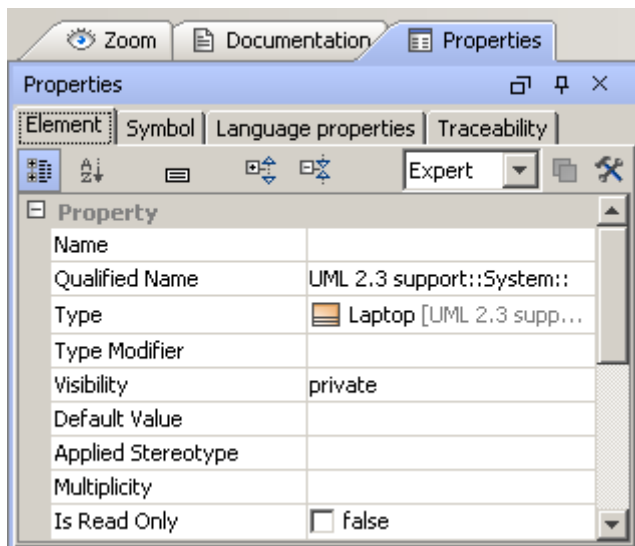 Zoom Documentation Properties
Properties
Element Symbol Language properties Traceability
Expert
Property
Name
Qualified Name UML 2.3 support::System::
Type Laptop [UML 2.3 supp...
Type Modifier
Visibility private
Default Value
Applied Stereotype
Multiplicity
Is Read Only false